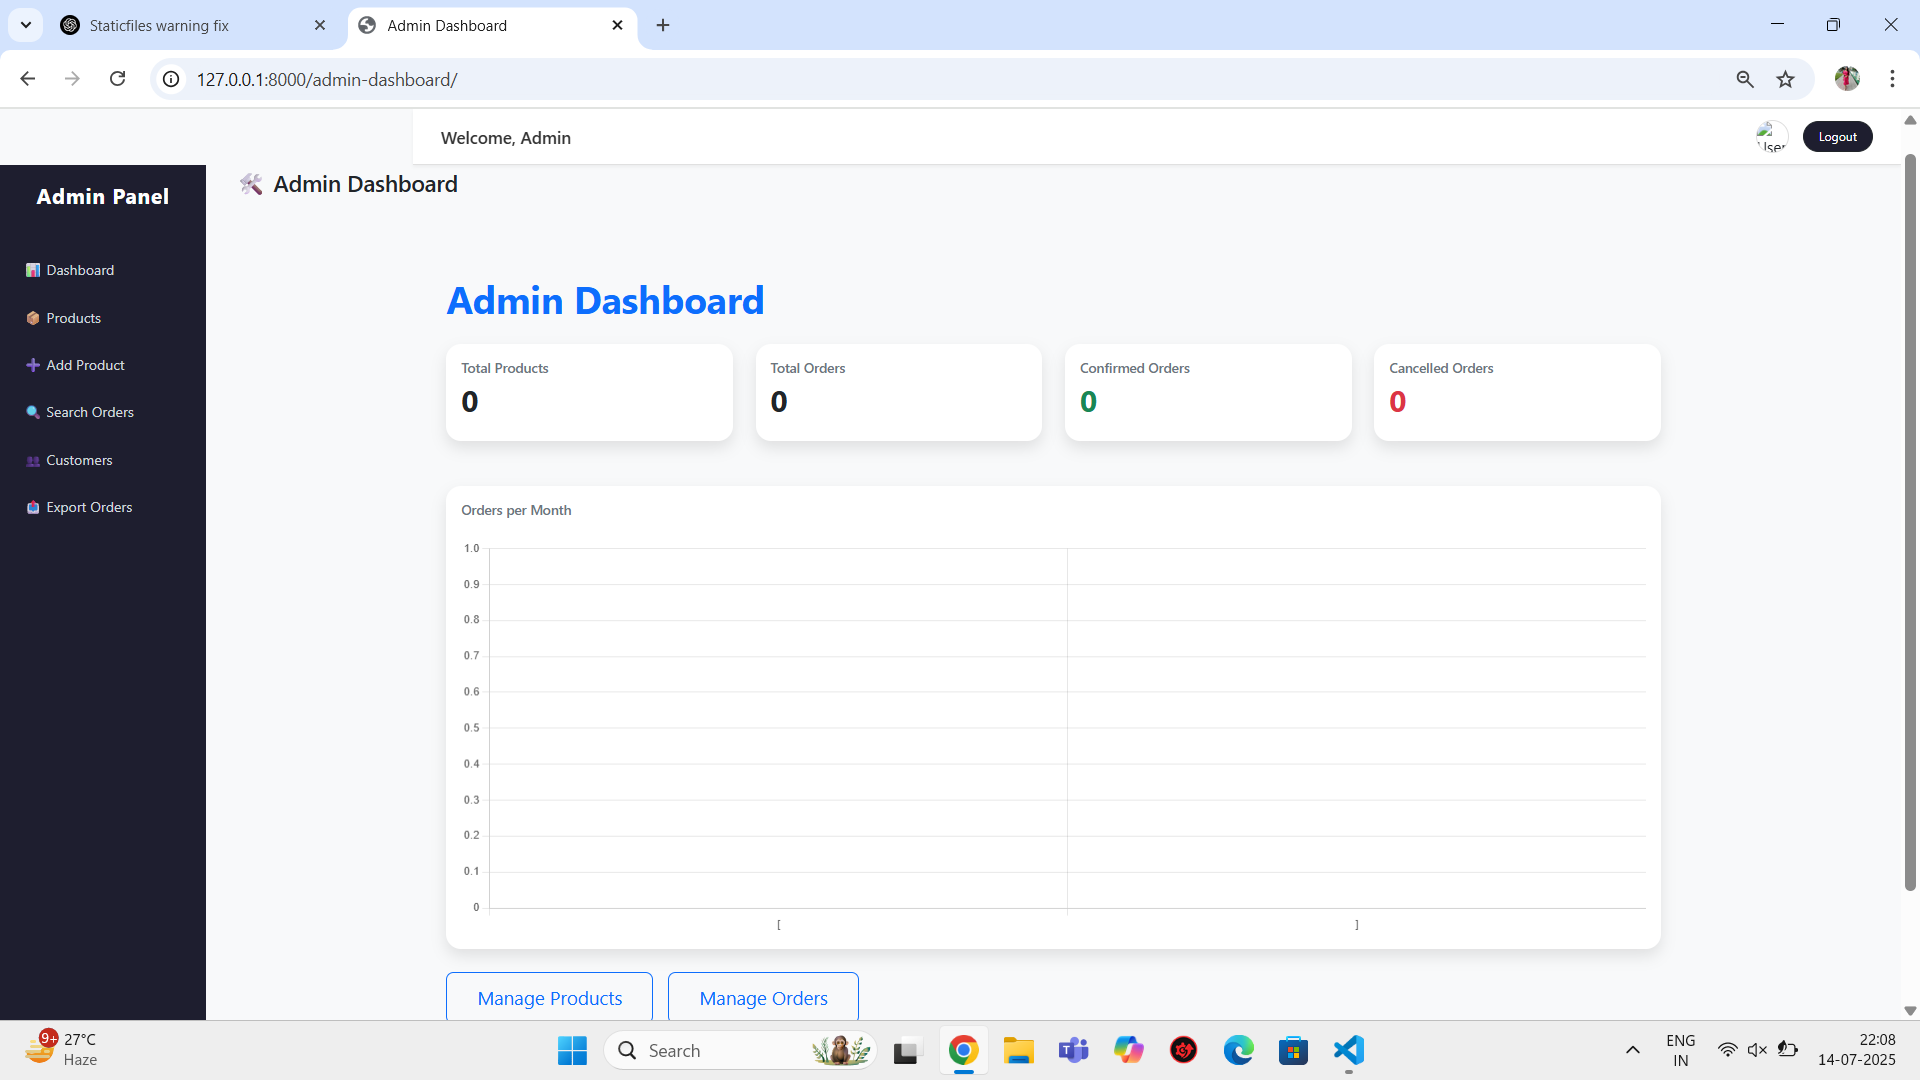 Staticfiles warning fix
Admin Dashboard
127.0.0.1:8000/admin-dashboard/
Welcome, Admin
User
Logout
Admin Panel
Admin Dashboard
Dashboard
Products
Add Product
Search Orders
Customers
Export Orders
Admin Dashboard
Total Products
0
Total Orders
0
Confirmed Orders
0
Cancelled Orders
0
Orders per Month
1.0
0.9
0.8
0.7
0.6
0.5
0.4
0.3
0.2
0.1
0
[ ]
Manage Products
Manage Orders
9+
27°C
Haze
Search
ENG
IN
22:08
14-07-2025